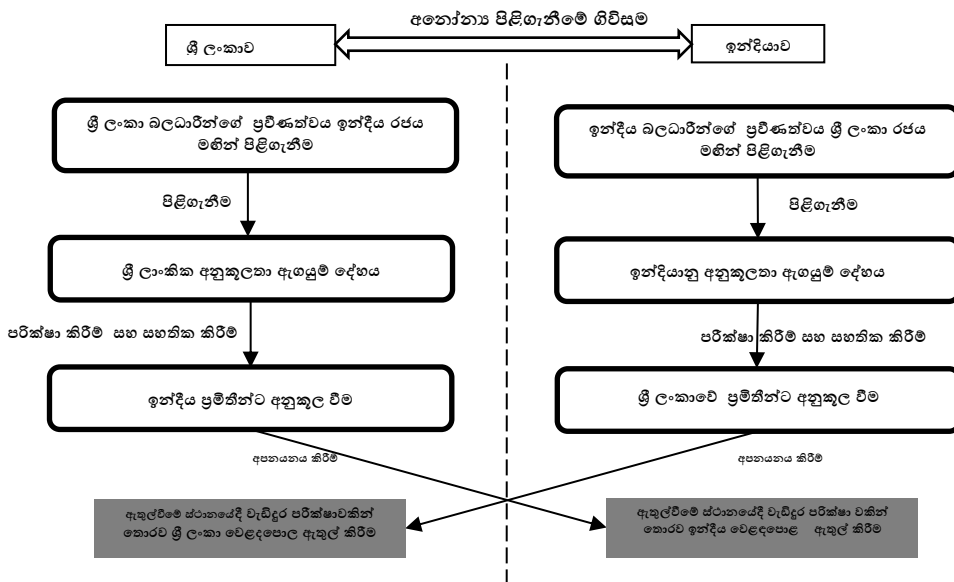 අනෝන්‍ය පිළිගැනීමේ ගිවිසම
ශ්‍රී ලංකාව
ඉන්දියාව
ශ්‍රී ලංකා බලධාරීන්ගේ ප්‍රවීණත්වය ඉන්දීය රජය
මඟින් පිළිගැනීම
ඉන්දීය බලධාරීන්ගේ ප්‍රවීණත්වය ශ්‍රී ලංකා රජය
මඟින් පිළිගැනීම
පිළිගැනීම
පිළිගැනීම
ශ්‍රී ලාංකික අනුකූලතා ඇගයුම් දේහය
ඉන්දියානු අනුකූලතා ඇගයුම් දේහය
පරික්ෂා කිරීම් සහ සහතික කිරීම්
පරීක්ෂා කිරීම් සහ සහතික කිරීම්
ඉන්දීය ප්‍රමිතීන්ට අනුකූල වීම
ශ්‍රී ලංකාවේ ප්‍රමිතීන්ට අනුකූල වීම
අපනයනය කිරීම්
අපනයනය කිරීම්
ඇතුල්වීමේ ස්ථානයේදී වැඩිදුර පරීක්ෂාවකින්
තොරව ශ්‍රී ලංකා වෙළදපොල ඇතුල් කිරීම
ඇතුල්වීමේ ස්ථානයේදී වැඩිදුර පරික්ෂා වකින්
තොරව ඉන්දීය වෙළඳපොළ ඇතුල් කිරීම